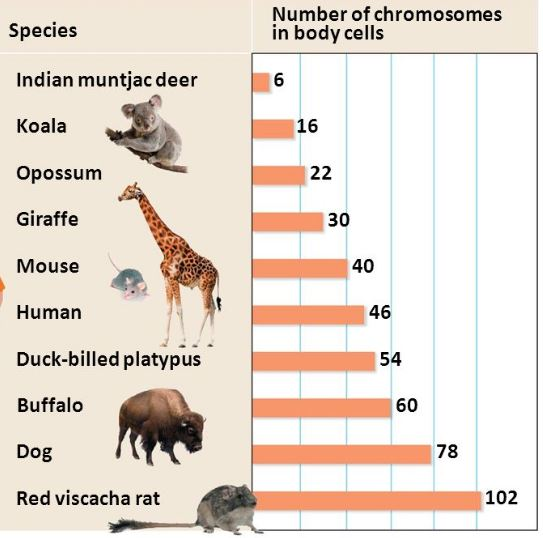 Species
Number of chromosomes
in body cells
Indian muntjac deer 6
Koala 16
Opossum 22
Giraffe 30
Mouse 40
Human 46
Duck-billed platypus 54
Buffalo 60
Dog 78
Red viscacha rat 102